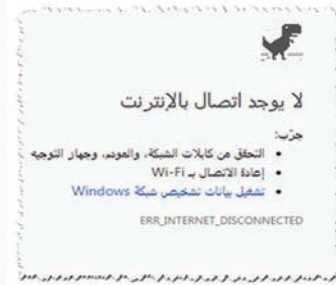 لا يوجد اتصال بالإنترنت
جرّب:
• التحقق من كابلات الشبكة، والمودم، وجهاز التوجيه
• إعادة الاتصال بـ Wi-Fi
• تشغيل بيانات تشخيص شبكة Windows
ERR_INTERNET_DISCONNECTED